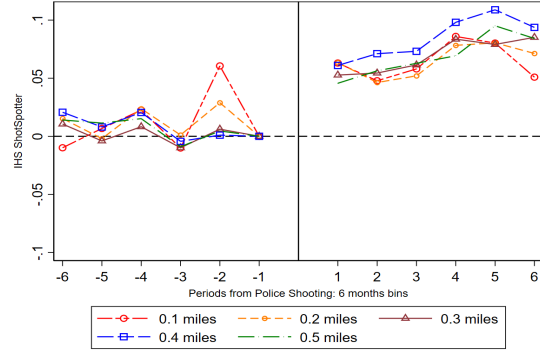 .1
.05
0
-.05
-.1
IHS ShotSpotter
-6 -5 -4 -3 -2 -1 1 2 3 4 5 6
Periods from Police Shooting: 6 months bins
0.1 miles 0.2 miles 0.3 miles
0.4 miles 0.5 miles